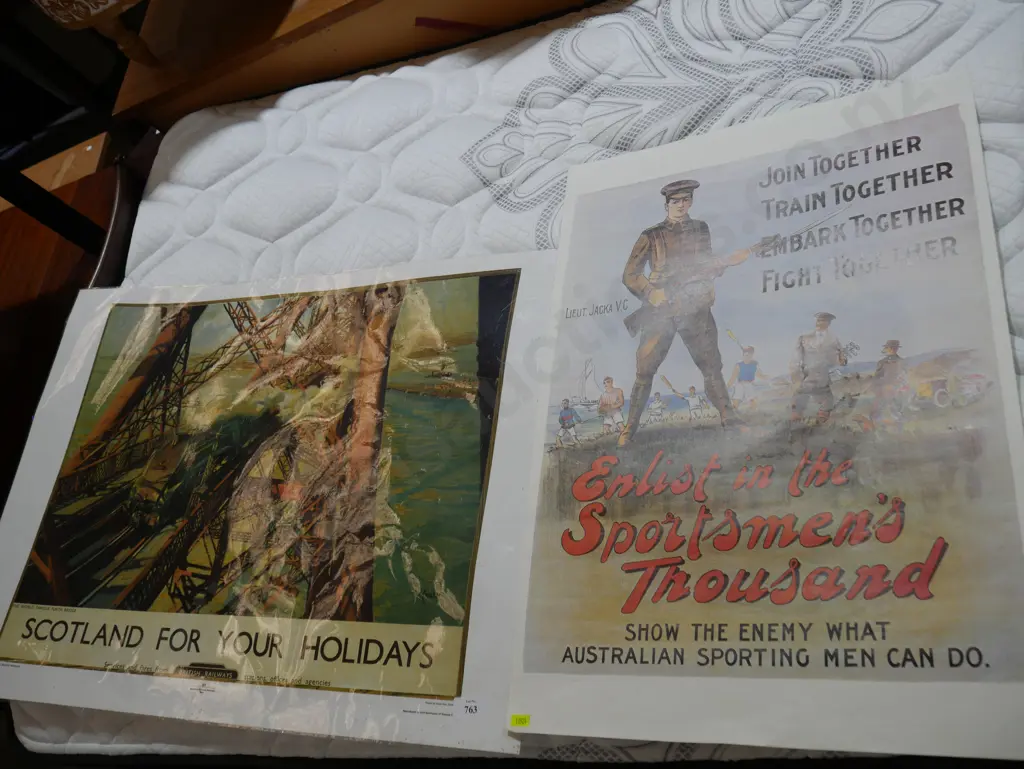 SCOTLAND FOR YOUR HOLIDAYS
RAILWAYS
763
JOIN TOGETHER
TRAIN TOGETHER
EMBARK TOGETHER
FIGHT TOGETHER
LIEUT JACKA V.C
Enlist in the
Sportsmen's
Thousand
SHOW THE ENEMY WHAT
AUSTRALIAN SPORTING MEN CAN DO.